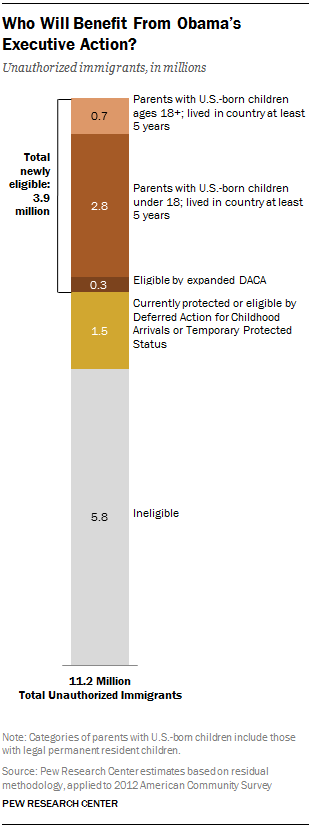 Who Will Benefit From Obama's
Executive Action?
Unauthorized immigrants, in millions
0.7
Parents with U.S.-born children
ages 18+; lived in country at least
5 years
Total
newly
eligible:
3.9
million
2.8
Parents with U.S.-born children
under 18; lived in country at least
5 years
0.3
Eligible by expanded DACA
1.5
Currently protected or eligible by
Deferred Action for Childhood
Arrivals or Temporary Protected
Status
5.8
Ineligible
11.2 Million
Total Unauthorized Immigrants
Note: Categories of parents with U.S.-born children include those
with legal permanent resident children.
Source: Pew Research Center estimates based on residual
methodology, applied to 2012 American Community Survey
PEW RESEARCH CENTER